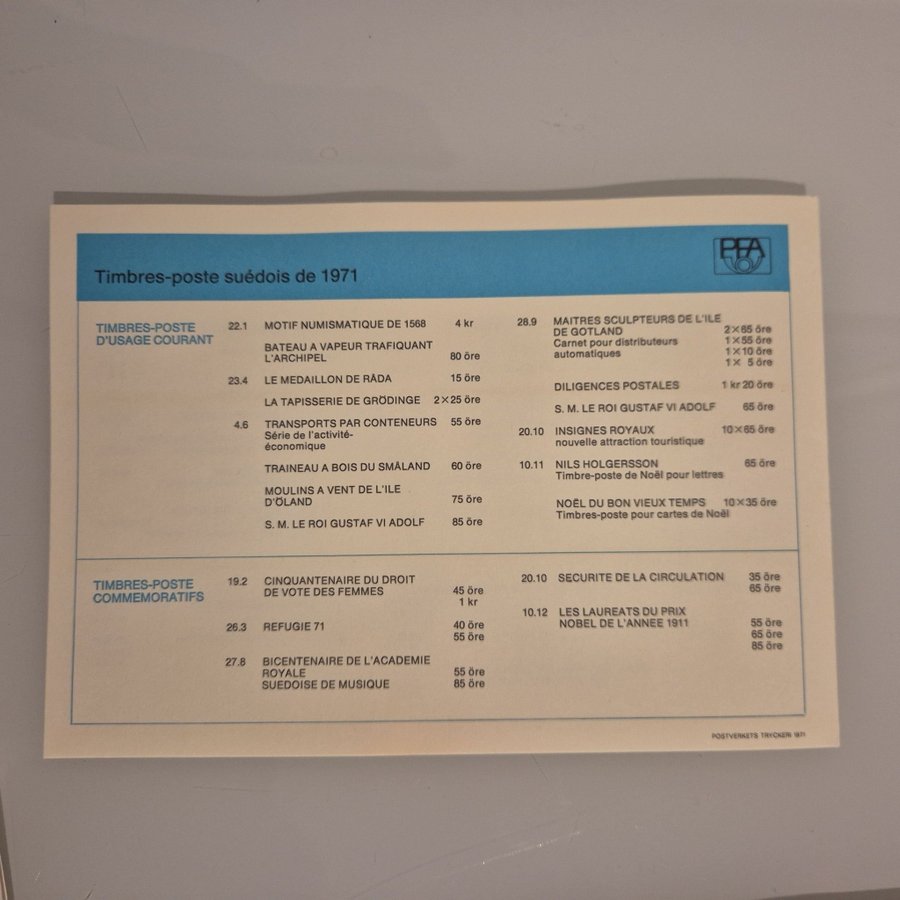 Timbres-poste suédois de 1971
PFA
TIMBRES-POSTE
D'USAGE COURANT
22.1 MOTIF NUMISMATIQUE DE 1568 4 kr
BATEAU A VAPEUR TRAFIQUANT
L'ARCHIPEL 80 öre
23.4 LE MEDAILLON DE RÅDA 15 öre
LA TAPISSERIE DE GRÖDINGE 2×25 öre
4.6 TRANSPORTS PAR CONTENEURS 55 öre
Série de l'activité-
économique
TRAINEAU A BOIS DU SMÅLAND 60 öre
MOULINS A VENT DE L'ILE
D'ÖLAND 75 öre
S. M. LE ROI GUSTAF VI ADOLF 85 öre
28.9 MAITRES SCULPTEURS DE L'ILE
DE GOTLAND 2×65 öre
Carnet pour distributeurs 1×55 öre
automatiques 1×10 öre
1× 5 öre
DILIGENCES POSTALES 1 kr 20 öre
S. M. LE ROI GUSTAF VI ADOLF 65 öre
20.10 INSIGNES ROYAUX 10×65 öre
nouvelle attraction touristique
10.11 NILS HOLGERSSON 65 öre
Timbre-poste de Noël pour lettres
NOËL DU BON VIEUX TEMPS 10×35 öre
Timbres-poste pour cartes de Noël
TIMBRES-POSTE
COMMEMORATIFS
19.2 CINQUANTENAIRE DU DROIT
DE VOTE DES FEMMES 45 öre
1 kr
26.3 REFUGIE 71 40 öre
55 öre
27.8 BICENTENAIRE DE L'ACADEMIE
ROYALE 55 öre
SUEDOISE DE MUSIQUE 85 öre
20.10 SECURITE DE LA CIRCULATION 35 öre
65 öre
10.12 LES LAUREATS DU PRIX
NOBEL DE L'ANNEE 1911 55 öre
65 öre
85 öre
POSTVERKETS TRYCKERI 1971